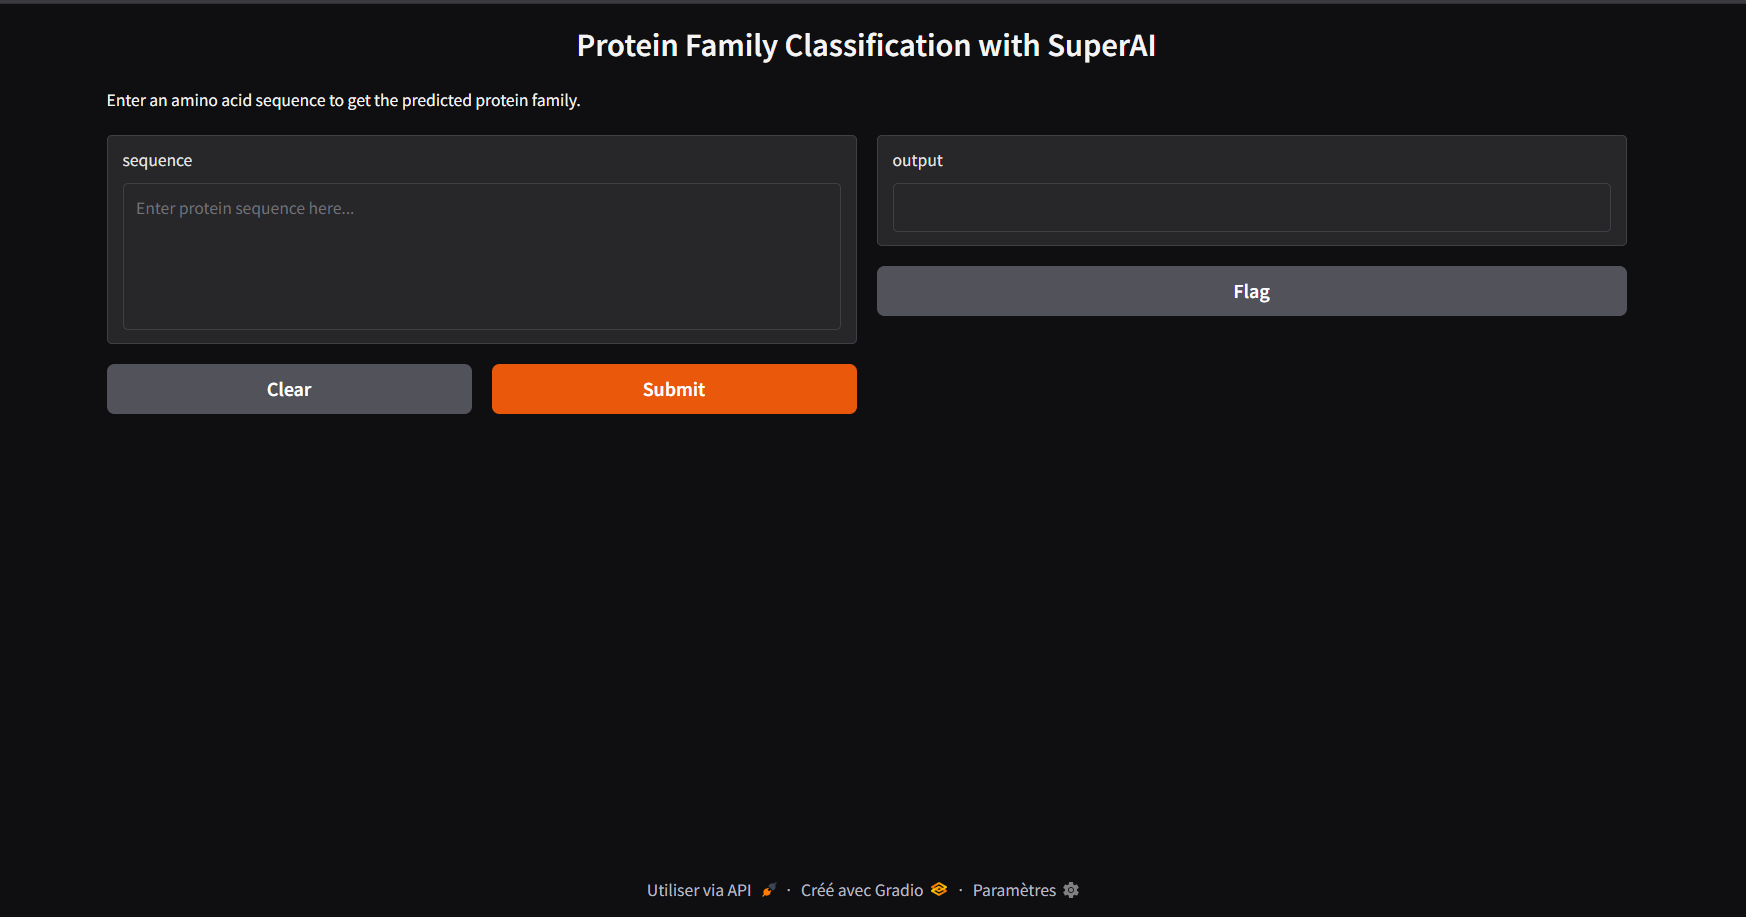 Protein Family Classification with SuperAI
Enter an amino acid sequence to get the predicted protein family.
sequence
Enter protein sequence here...
output
Flag
Clear
Submit
Utiliser via API · Créé avec Gradio · Paramètres